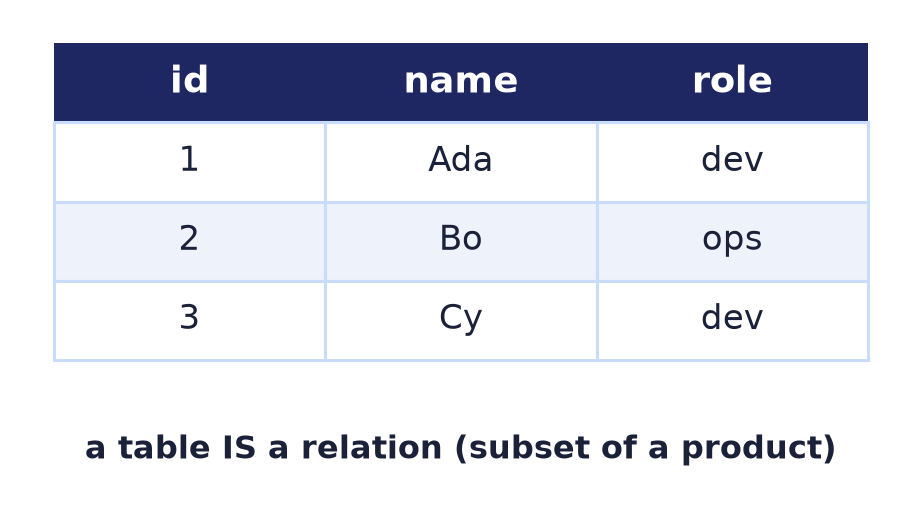 id name role
1 Ada dev
2 Bo ops
3 Cy dev
a table IS a relation (subset of a product)